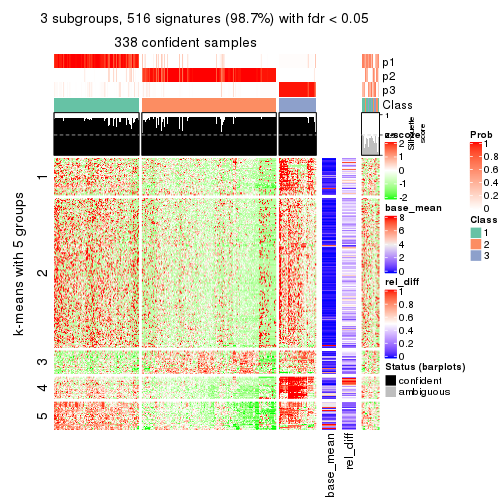 3 subgroups, 516 signatures (98.7%) with fdr < 0.05
338 confident samples
p1
p2
p3
Class
1
Silhouette
score
k-means with 5 groups
1
2
3
4
5
base_mean
rel_diff
z-score
2
1
0
-1
-2
base_mean
8
6
4
2
0
rel_diff
1
0.8
0.6
0.4
0.2
0
Status (barplots)
confident
ambiguous
Prob
1
0.8
0.6
0.4
0.2
0
Class
1
2
3